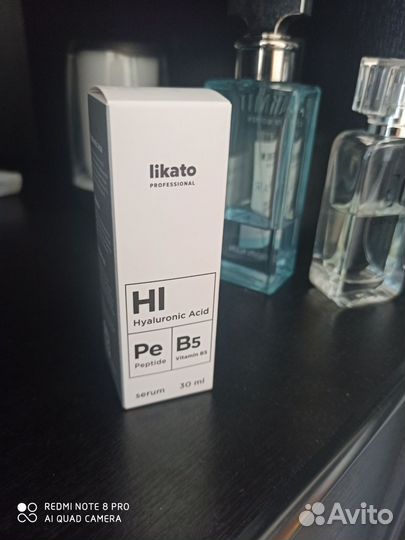 likato
PROFESSIONAL
HI
Hyaluronic Acid
Pe
Peptide
B5
Vitamin B5
serum 30 ml
REDMI NOTE 8 PRO
AI QUAD CAMERA
Avito